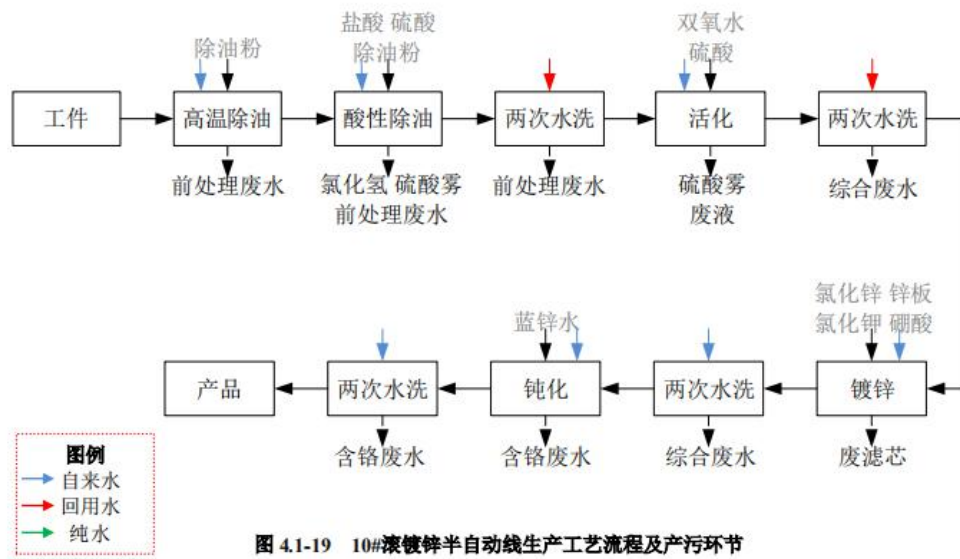 除油粉
盐酸 硫酸
除油粉
双氧水
硫酸
工件
高温除油
酸性除油
两次水洗
活化
两次水洗
前处理废水
氯化氢 硫酸雾
前处理废水
前处理废水
硫酸雾
废液
综合废水
蓝锌水
氯化锌 锌板
氯化钾 硼酸
产品
两次水洗
钝化
两次水洗
镀锌
含铬废水
含铬废水
综合废水
废滤芯
图例
自来水
回用水
纯水
图 4.1-19 10#滚镀锌半自动线生产工艺流程及产污环节